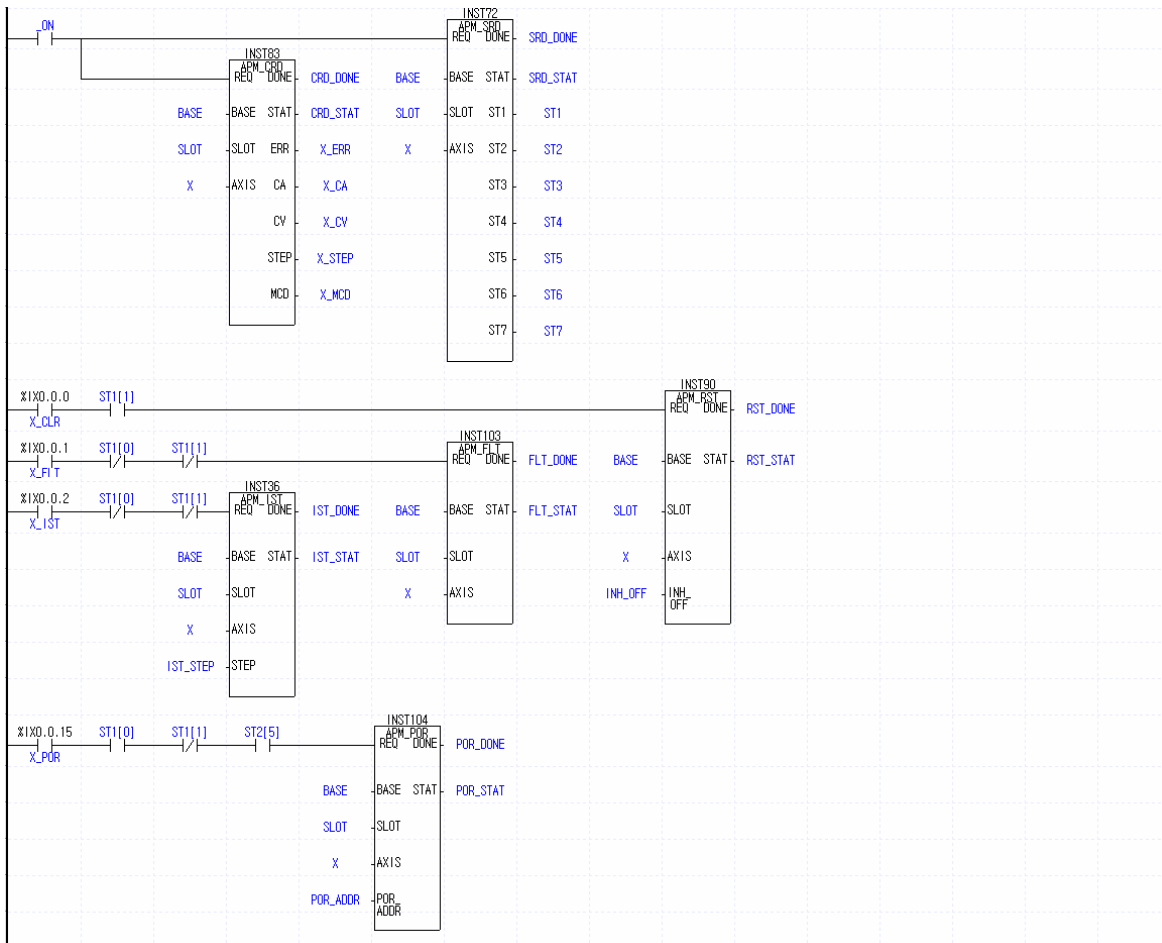 INST72
_ON APM_SRD
REQ DONE SRD_DONE
INST83
APM_CRD
REQ DONE CRD_DONE BASE BASE STAT SRD_STAT
BASE BASE STAT CRD_STAT SLOT SLOT ST1 ST1
SLOT SLOT ERR X_ERR X AXIS ST2 ST2
X AXIS CA X_CA ST3 ST3
CV X_CV ST4 ST4
STEP X_STEP ST5 ST5
MCD X_MCD ST6 ST6
ST7 ST7
INST90
%IX0.0.0 ST1[1] APM_RST
REQ DONE RST_DONE
X_CLR
INST103
%IX0.0.1 ST1[0] ST1[1] APM_FLT
REQ DONE FLT_DONE BASE BASE STAT RST_STAT
X_FLT
INST36
%IX0.0.2 ST1[0] ST1[1] APM_IST
REQ DONE IST_DONE BASE BASE STAT FLT_STAT SLOT SLOT
X_IST
BASE BASE STAT IST_STAT SLOT SLOT X AXIS
SLOT SLOT X AXIS INH_OFF INH_
OFF
X AXIS
IST_STEP STEP
INST104
%IX0.0.15 ST1[0] ST1[1] ST2[5] APM_POR
REQ DONE POR_DONE
X_POR
BASE BASE STAT POR_STAT
SLOT SLOT
X AXIS
POR_ADDR POR_
ADDR